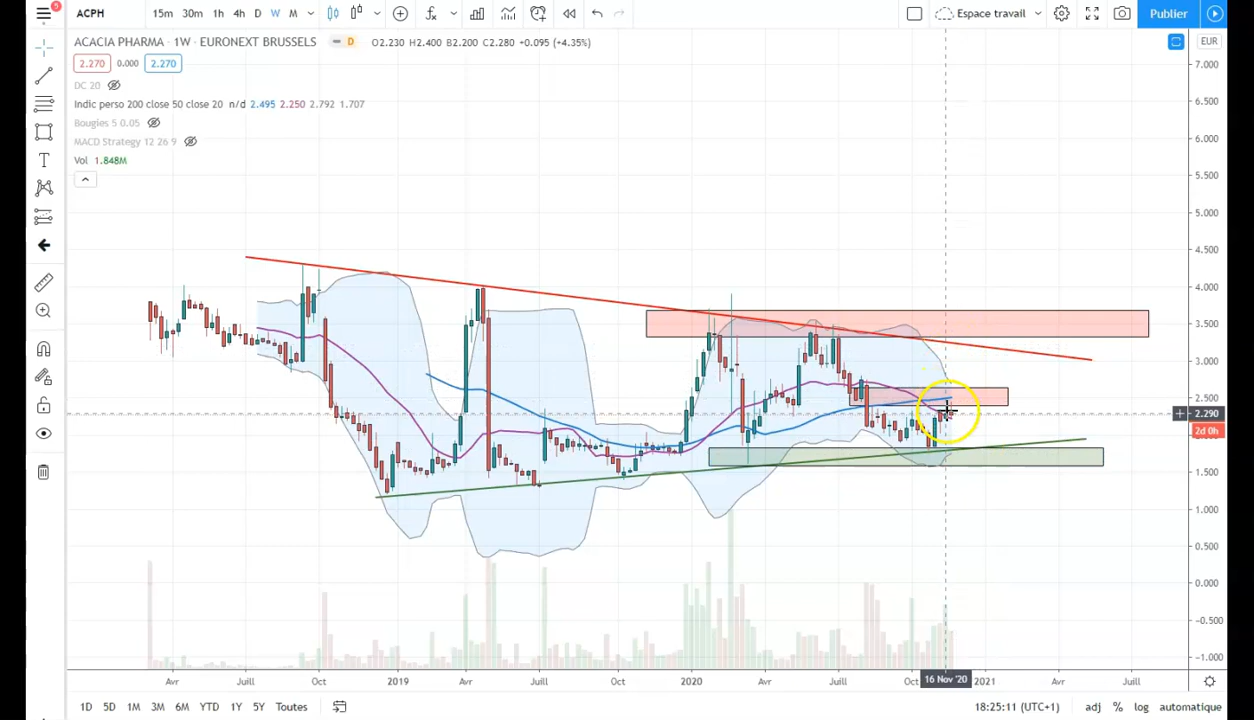 9
ACPH 15m 30m 1h 4h D W M Espace travail Publier
ACACIA PHARMA · 1W · EURONEXT BRUSSELS D O2.230 H2.400 B2.200 C2.280 +0.095 (+4.35%) EUR
2.270 0.000 2.270
DC 20
Indic perso 200 close 50 close 20 n/d 2.495 2.250 2.792 1.707
Bougies 5 0.05
MACD Strategy 12 26 9
Vol 1.848M
7.000
6.500
6.000
5.500
5.000
4.500
4.000
3.500
3.000
2.500
2.290
2d 0h
1.500
1.000
0.500
0.000
-0.500
-1.000
Avr Juill Oct 2019 Avr Juill Oct 2020 Avr Juill Oct 16 Nov '20 2021 Avr Juill
1D 5D 1M 3M 6M YTD 1Y 5Y Toutes 18:25:11 (UTC+1) adj % log automatique